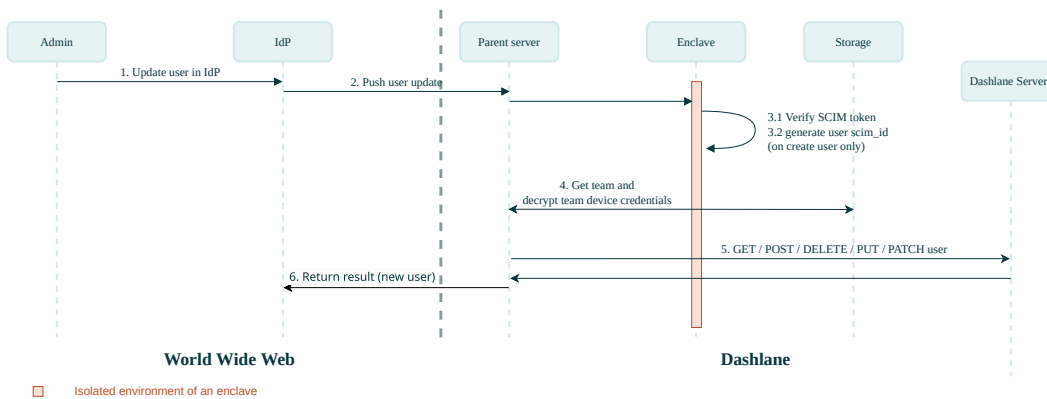 Admin
IdP
Parent server
Enclave
Storage
Dashlane Server
1. Update user in IdP
2. Push user update
3.1 Verify SCIM token
3.2 generate user scim_id
(on create user only)
4. Get team and
decrypt team device credentials
5. GET / POST / DELETE / PUT / PATCH user
6. Return result (new user)
World Wide Web
Dashlane
Isolated environment of an enclave